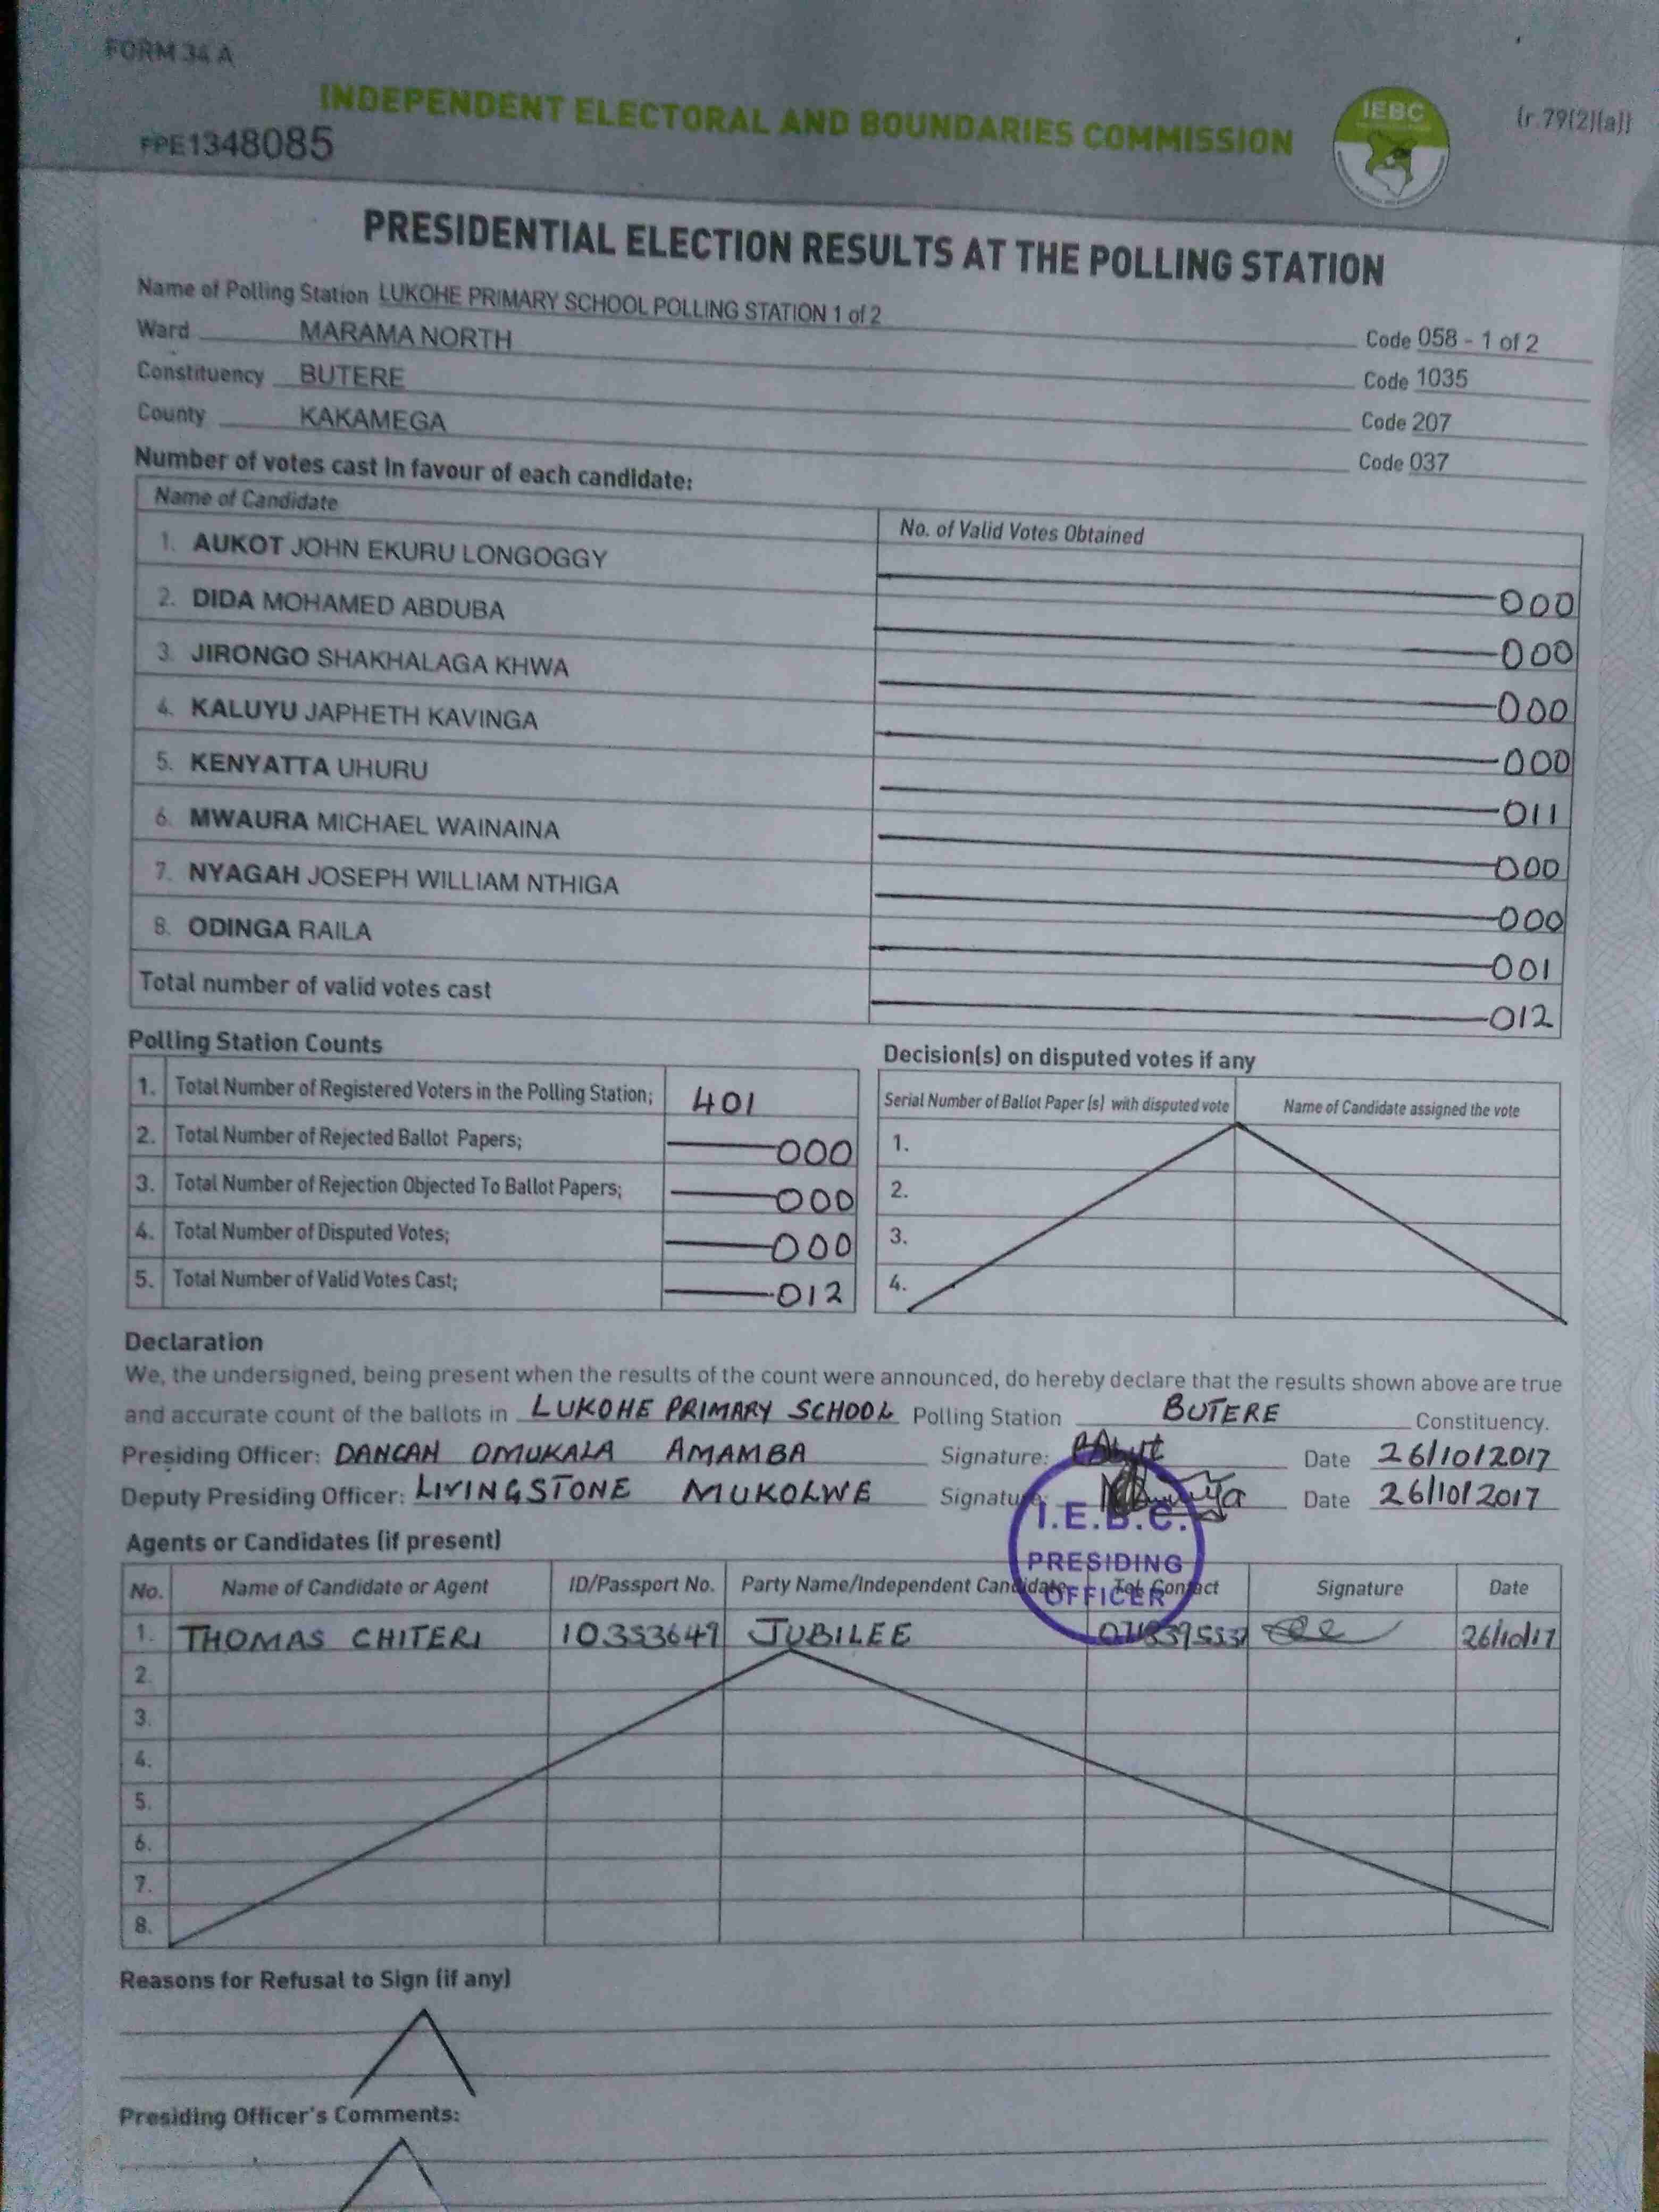 FORM 34 A
INDEPENDENT ELECTORAL AND BOUNDARIES COMMISSION
IEBC
(r.79(2)(a))
FPE1348085
PRESIDENTIAL ELECTION RESULTS AT THE POLLING STATION
Name of Polling Station LUKOHE PRIMARY SCHOOL POLLING STATION 1 of 2 Code 058 - 1 of 2
Ward MARAMA NORTH Code 1035
Constituency BUTERE Code 207
County KAKAMEGA Code 037
Number of votes cast in favour of each candidate:
Name of Candidate No. of Valid Votes Obtained
1. AUKOT JOHN EKURU LONGOGGY 000
2. DIDA MOHAMED ABDUBA 000
3. JIRONGO SHAKHALAGA KHWA 000
4. KALUYU JAPHETH KAVINGA 000
5. KENYATTA UHURU 011
6. MWAURA MICHAEL WAINAINA 000
7. NYAGAH JOSEPH WILLIAM NTHIGA 000
8. ODINGA RAILA 001
Total number of valid votes cast 012
Polling Station Counts
1. Total Number of Registered Voters in the Polling Station; 401
2. Total Number of Rejected Ballot Papers; 000
3. Total Number of Rejection Objected To Ballot Papers; 000
4. Total Number of Disputed Votes; 000
5. Total Number of Valid Votes Cast; 012
Decision(s) on disputed votes if any
Serial Number of Ballot Paper (s) with disputed vote Name of Candidate assigned the vote
1.
2.
3.
4.
Declaration
We, the undersigned, being present when the results of the count were announced, do hereby declare that the results shown above are true
and accurate count of the ballots in LUKOHE PRIMARY SCHOOL Polling Station BUTERE Constituency.
Presiding Officer: DANCAN OMUKALA AMAMBA Signature: Date 26/10/2017
Deputy Presiding Officer: LIVINGSTONE MUKOLWE Signature: Date 26/10/2017
I.E.B.C.
PRESIDING
OFFICER
Agents or Candidates (if present)
No. Name of Candidate or Agent ID/Passport No. Party Name/Independent Candidate Tel. Contact Signature Date
1. THOMAS CHITERI 10353649 JUBILEE 26/10/17
2.
3.
4.
5.
6.
7.
8.
Reasons for Refusal to Sign (if any)
Presiding Officer's Comments: